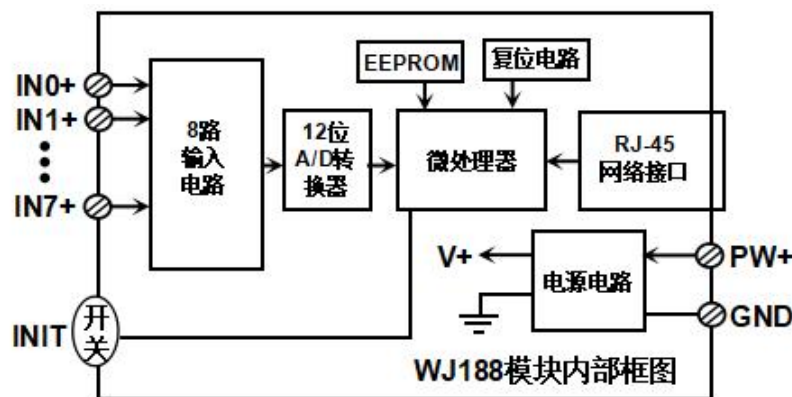 IN0+
IN1+
IN7+
INIT
开
关
8路
输入
电路
12位
A/D转
换器
EEPROM
复位电路
微处理器
RJ-45
网络接口
V+
电源电路
PW+
GND
WJ188模块内部框图